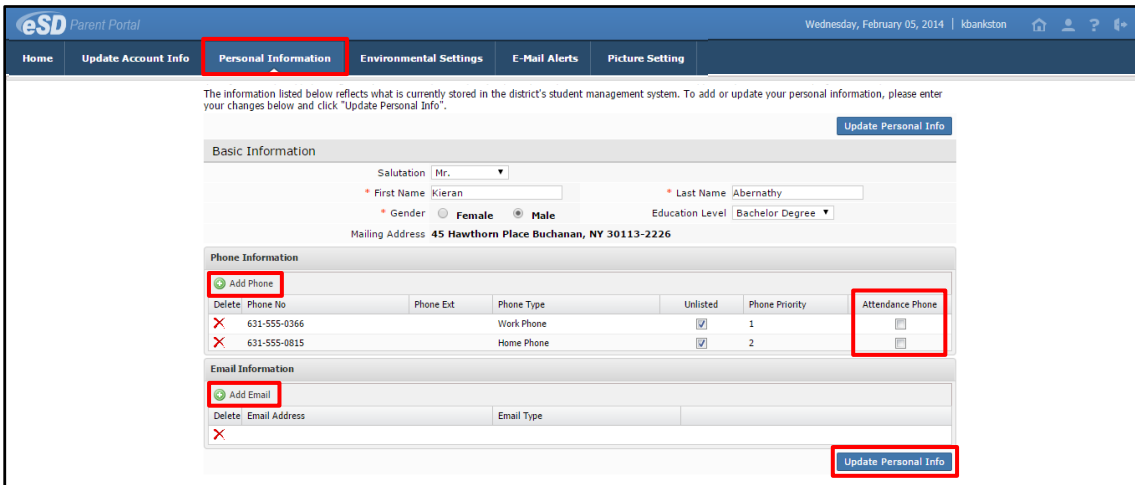 eSD Parent Portal
Wednesday, February 05, 2014 | kbankston
?
Home Update Account Info Personal Information Environmental Settings E-Mail Alerts Picture Setting
The information listed below reflects what is currently stored in the district's student management system. To add or update your personal information, please enter
your changes below and click "Update Personal Info".
Update Personal Info
Basic Information
Salutation Mr.
* First Name Kieran * Last Name Abernathy
* Gender Female Male Education Level Bachelor Degree
Mailing Address 45 Hawthorn Place Buchanan, NY 30113-2226
Phone Information
Add Phone
Delete Phone No Phone Ext Phone Type Unlisted Phone Priority Attendance Phone
631-555-0366 Work Phone 1
631-555-0815 Home Phone 2
Email Information
Add Email
Delete Email Address Email Type
Update Personal Info